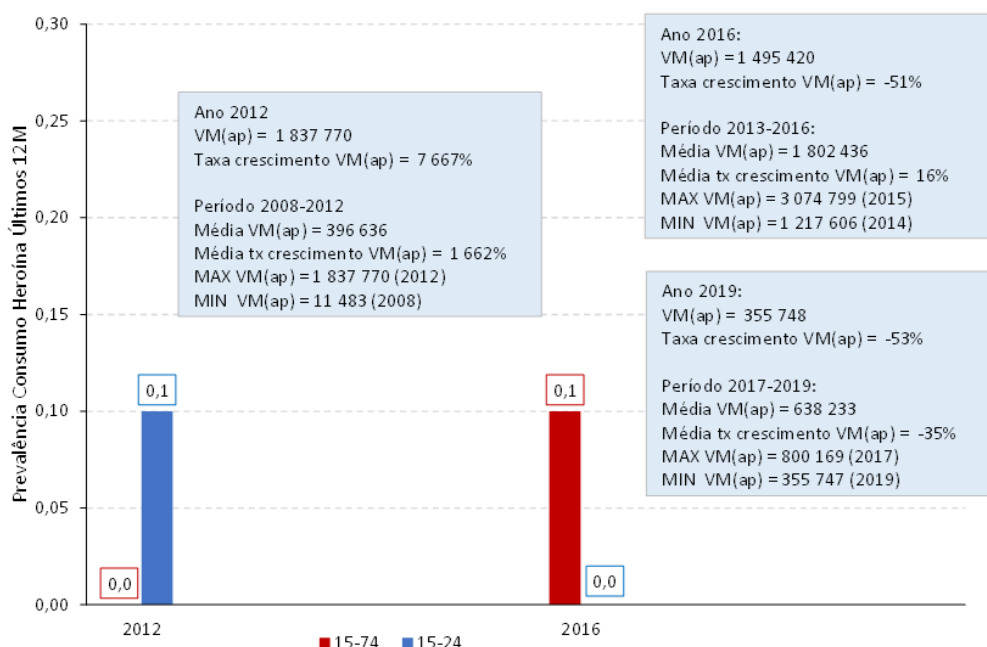 Prevalência Consumo Heroína Últimos 12M
0,30
0,25
0,20
0,15
0,10
0,05
0,00
Ano 2012
VM(ap) = 1 837 770
Taxa crescimento VM(ap) = 7 667%
Período 2008-2012
Média VM(ap) = 396 636
Média tx crescimento VM(ap) = 1 662%
MAX VM(ap) = 1 837 770 (2012)
MIN VM(ap) = 11 483 (2008)
Ano 2016:
VM(ap) = 1 495 420
Taxa crescimento VM(ap) = -51%
Período 2013-2016:
Média VM(ap) = 1 802 436
Média tx crescimento VM(ap) = 16%
MAX VM(ap) = 3 074 799 (2015)
MIN VM(ap) = 1 217 606 (2014)
Ano 2019:
VM(ap) = 355 748
Taxa crescimento VM(ap) = -53%
Período 2017-2019:
Média VM(ap) = 638 233
Média tx crescimento VM(ap) = -35%
MAX VM(ap) = 800 169 (2017)
MIN VM(ap) = 355 747 (2019)
0,0
0,1
0,1
0,0
2012
2016
15-74
15-24